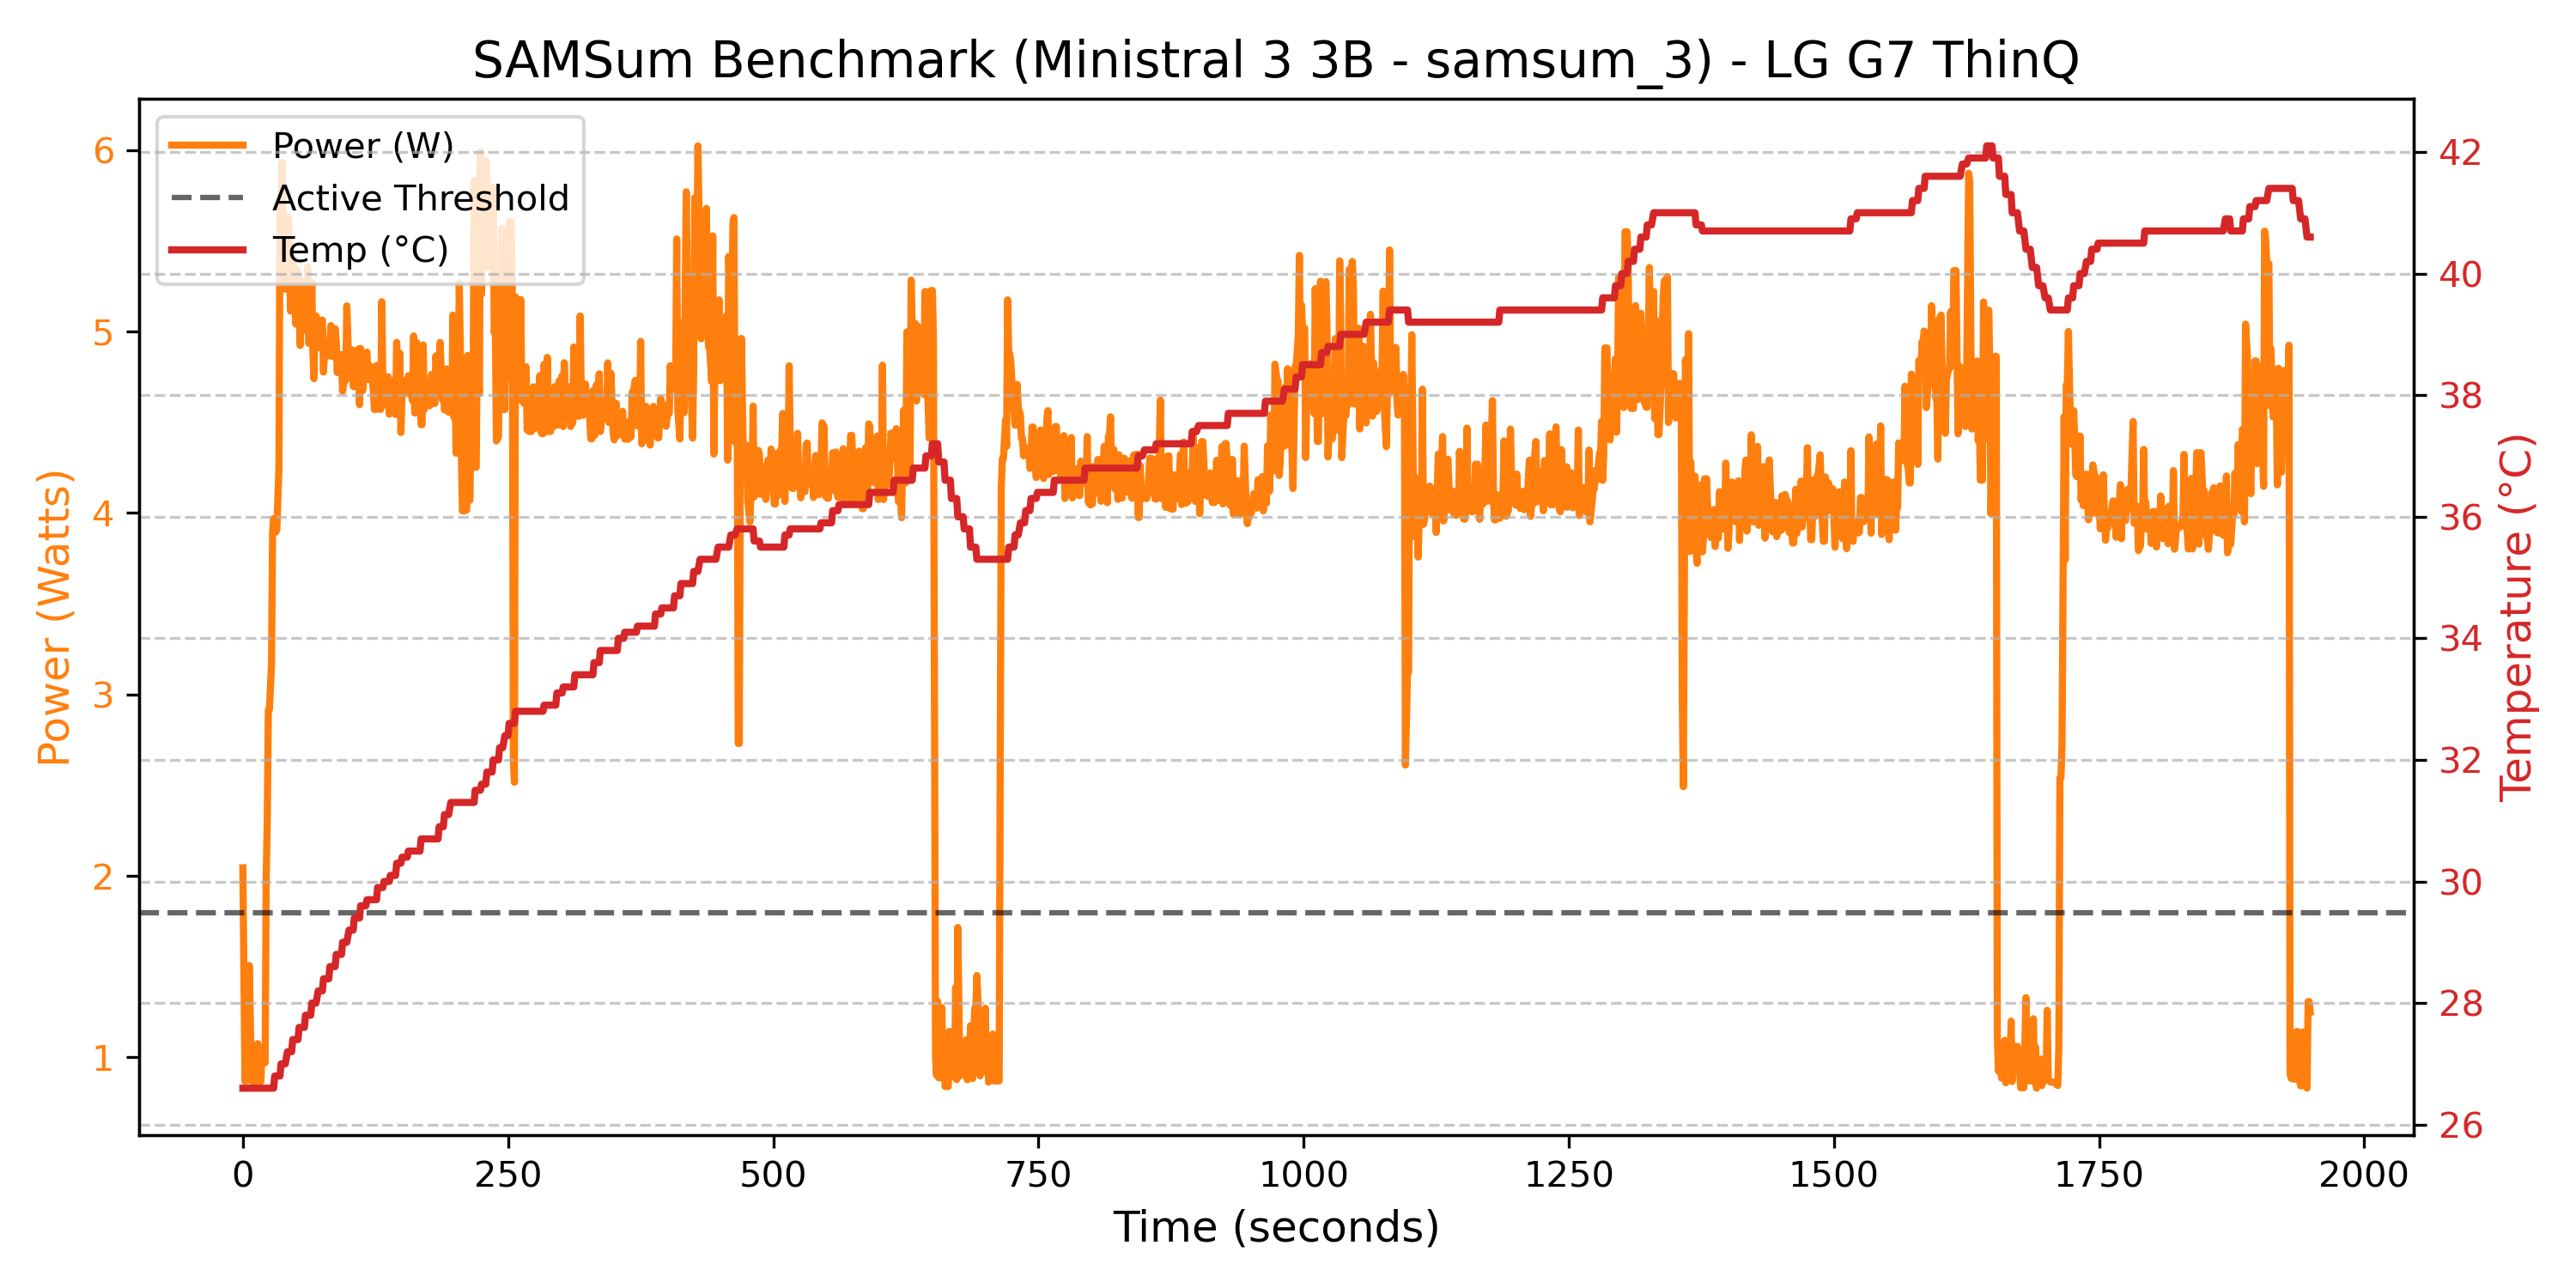 SAMSum Benchmark (Ministral 3 3B - samsum_3) - LG G7 ThinQ
Power (W)
Active Threshold
Temp (°C)
6
5
4
3
2
1
Power (Watts)
42
40
38
36
34
32
30
28
26
Temperature (°C)
0 250 500 750 1000 1250 1500 1750 2000
Time (seconds)